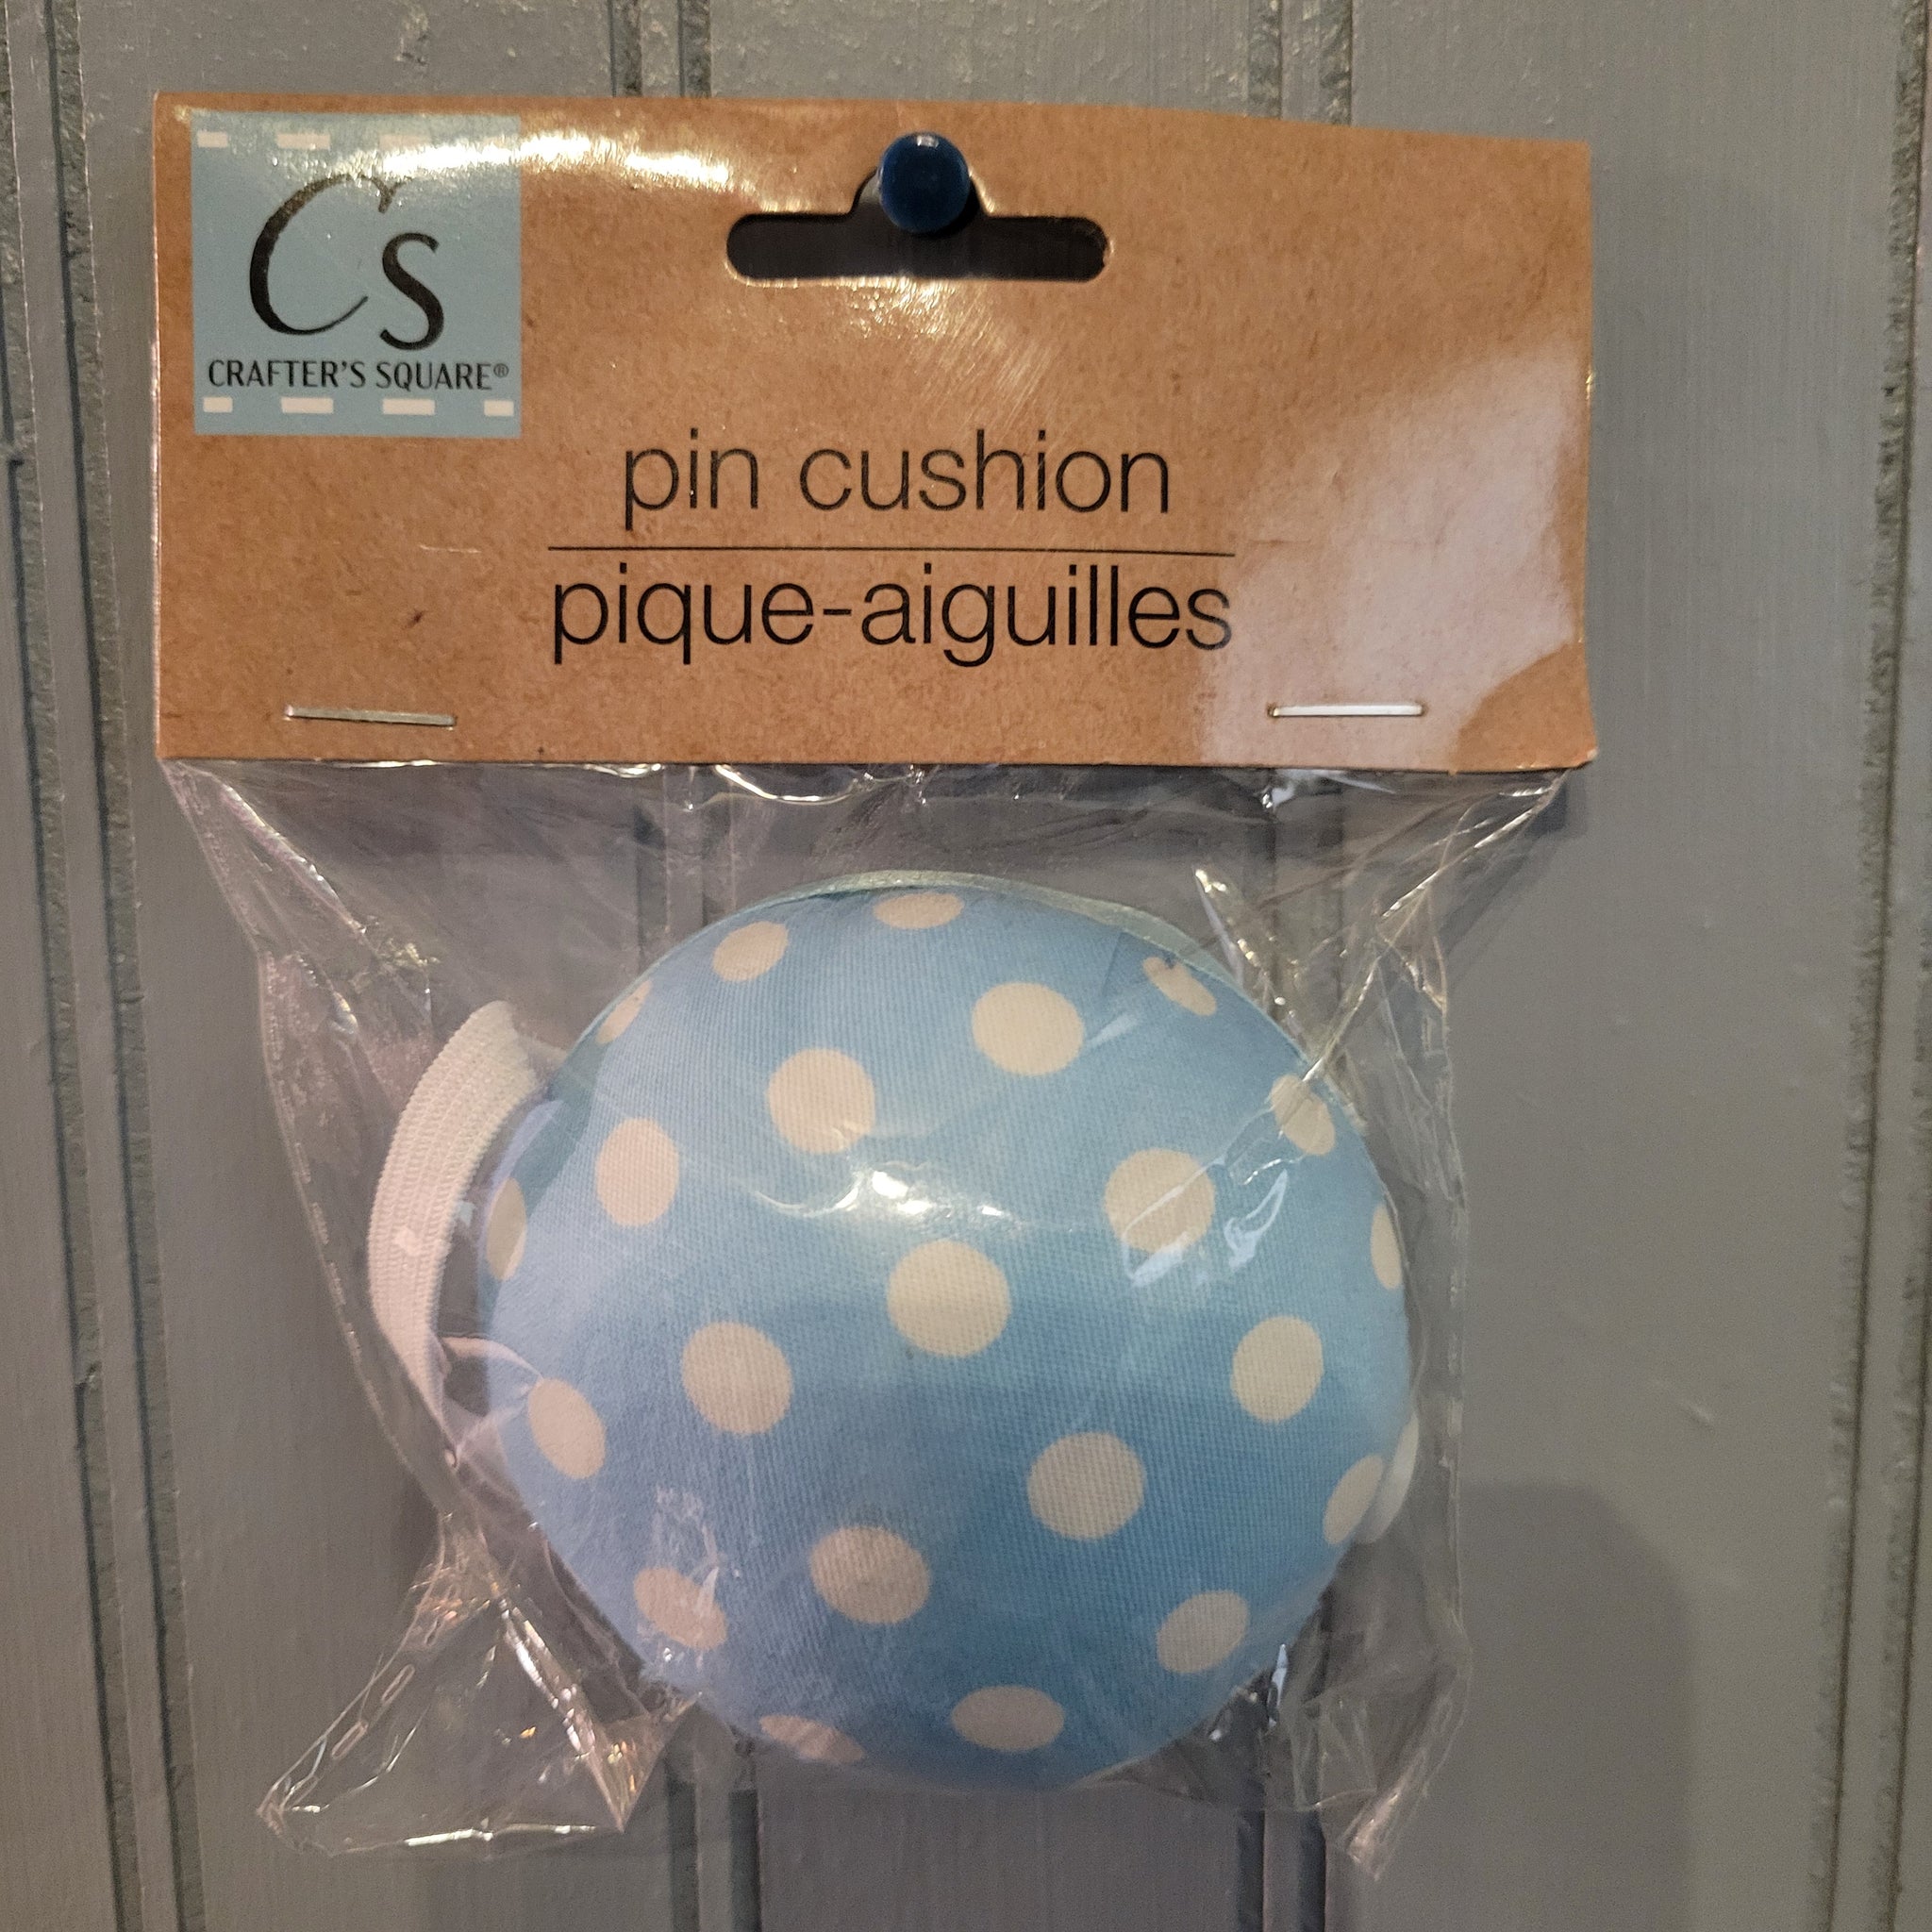 Cs
CRAFTER'S SQUARE®
pin cushion
pique-aiguilles